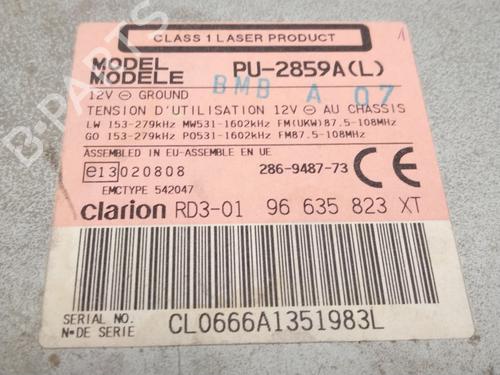 CLASS 1 LASER PRODUCT
MODEL PU-2859A(L)
MODELE
BMB A 07
12V ⊖ GROUND
TENSION D'UTILISATION 12V ⊖ AU CHASSIS
LW 153-279kHz MW531-1602kHz FM(UKW)87.5-108MHz
GO 153-279kHz PO531-1602kHz FM87.5-108MHz
ASSEMBLED IN EU-ASSEMBLE EN UE
e13 020808 286-9487-73 CE
EMCTYPE 542047
clarion RD3-01 96 635 823 XT
SERIAL NO.
N° DE SERIE CL0666A1351983L
B-PARTS